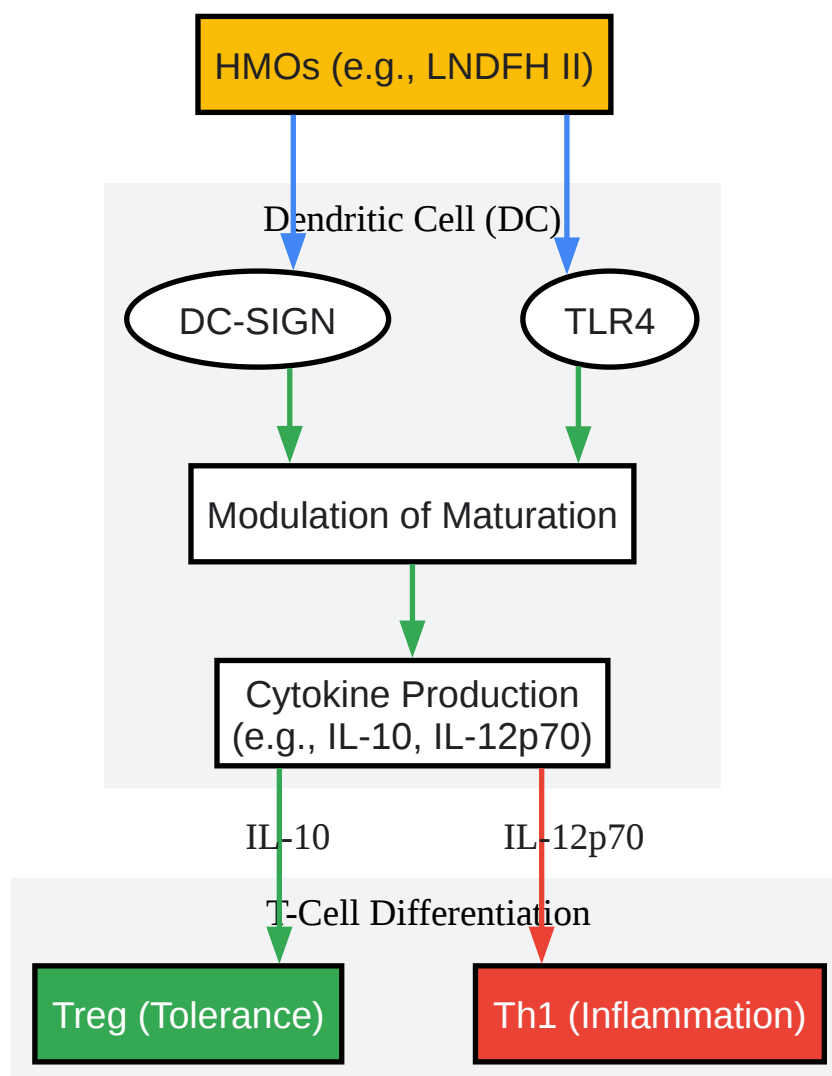 HMOs (e.g., LNDFH II)
Dendritic Cell (DC)
DC-SIGN
TLR4
Modulation of Maturation
Cytokine Production
(e.g., IL-10, IL-12p70)
IL-10
IL-12p70
T-Cell Differentiation
Treg (Tolerance)
Th1 (Inflammation)